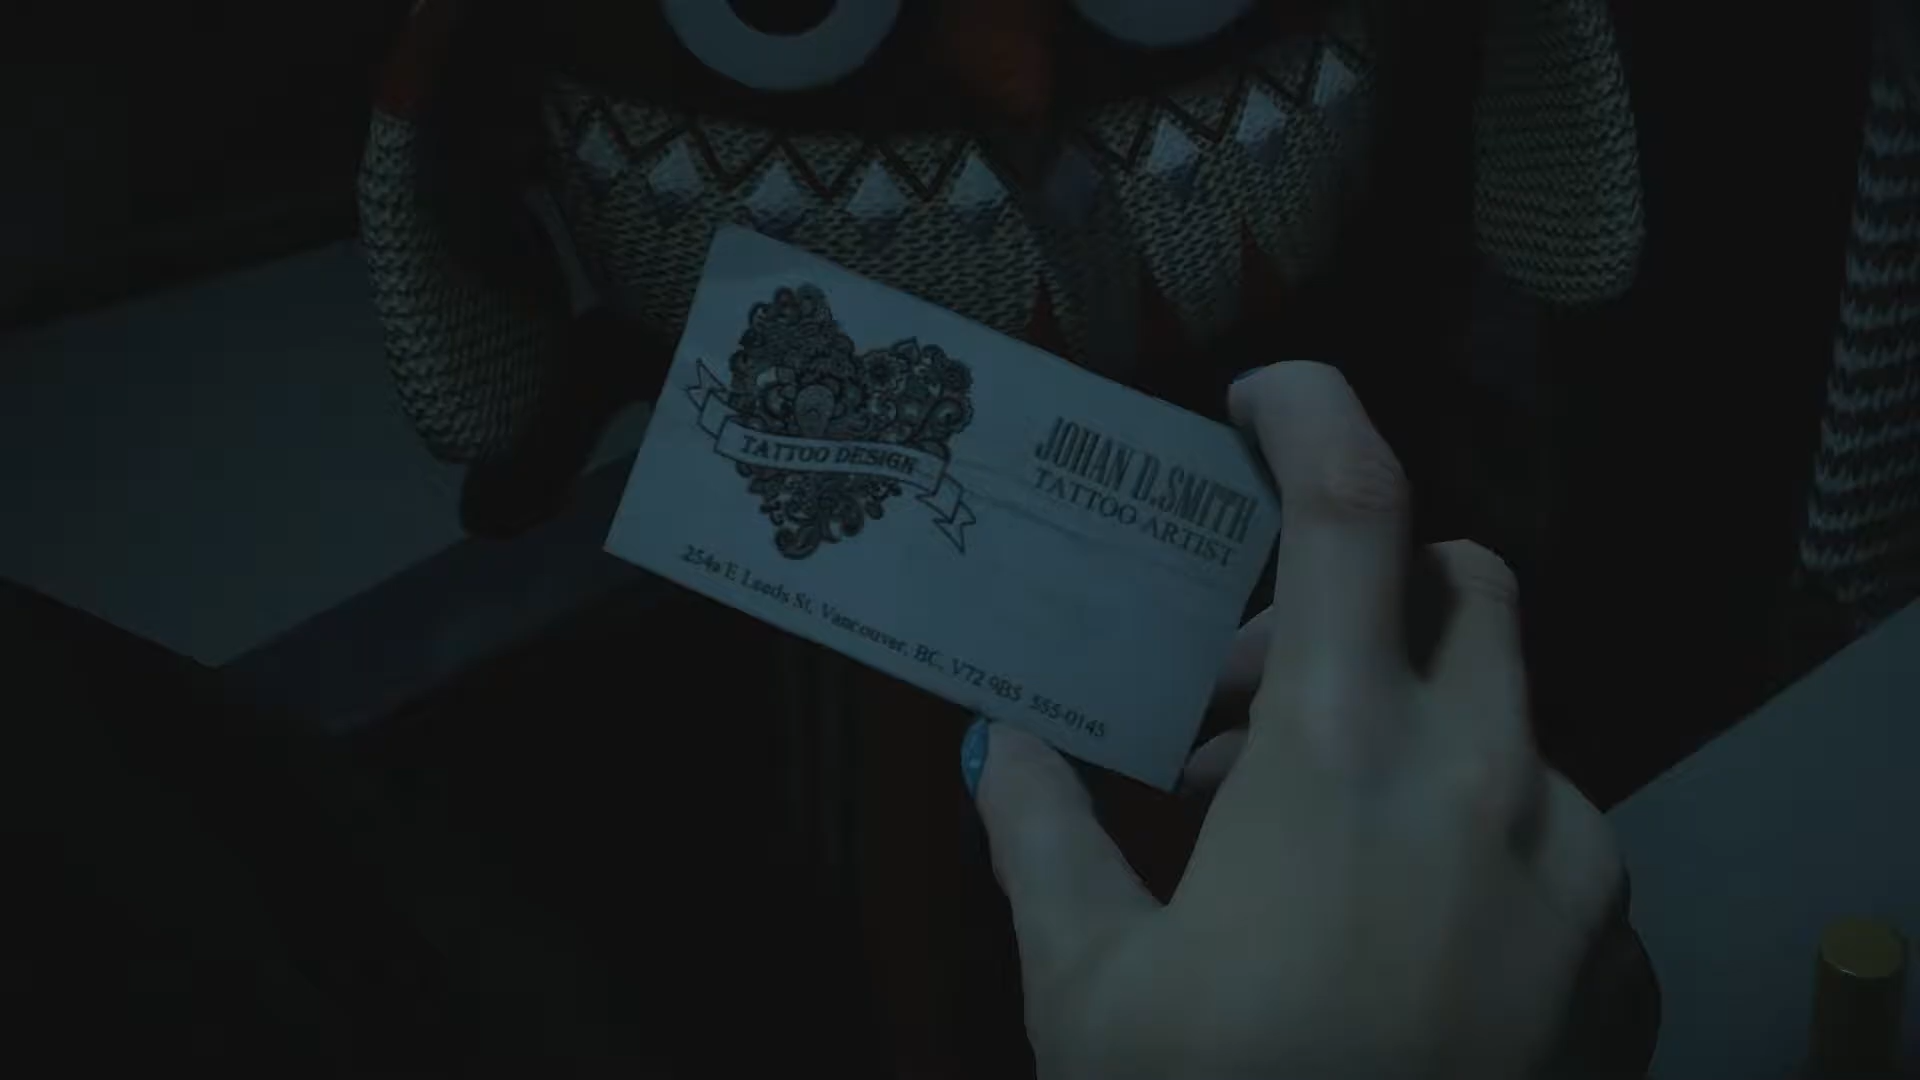 TATTOO DESIGN
JOHAN D.SMITH
TATTOO ARTIST
254a E Leeds St, Vancouver, BC, V72 9B5 555-0145